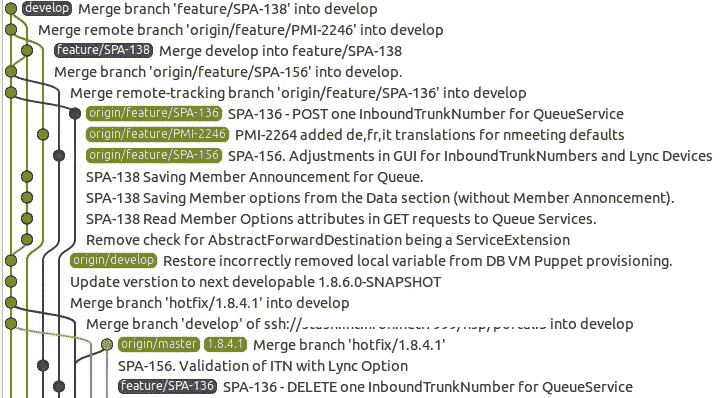 develop Merge branch 'feature/SPA-138' into develop
Merge remote branch 'origin/feature/PMI-2246' into develop
feature/SPA-138 Merge develop into feature/SPA-138
Merge branch 'origin/feature/SPA-156' into develop.
Merge remote-tracking branch 'origin/feature/SPA-136' into develop
origin/feature/SPA-136 SPA-136 - POST one InboundTrunkNumber for QueueService
origin/feature/PMI-2246 PMI-2264 added de,fr,it translations for nmeeting defaults
origin/feature/SPA-156 SPA-156. Adjustments in GUI for InboundTrunkNumbers and Lync Devices
SPA-138 Saving Member Announcement for Queue.
SPA-138 Saving Member options from the Data section (without Member Annoncement).
SPA-138 Read Member Options attributes in GET requests to Queue Services.
Remove check for AbstractForwardDestination being a ServiceExtension
origin/develop Restore incorrectly removed local variable from DB VM Puppet provisioning.
Update verstion to next developable 1.8.6.0-SNAPSHOT
Merge branch 'hotfix/1.8.4.1' into develop
Merge branch 'develop' of ssh:// into develop
origin/master 1.8.4.1 Merge branch 'hotfix/1.8.4.1'
SPA-156. Validation of ITN with Lync Option
feature/SPA-136 SPA-136 - DELETE one InboundTrunkNumber for QueueService